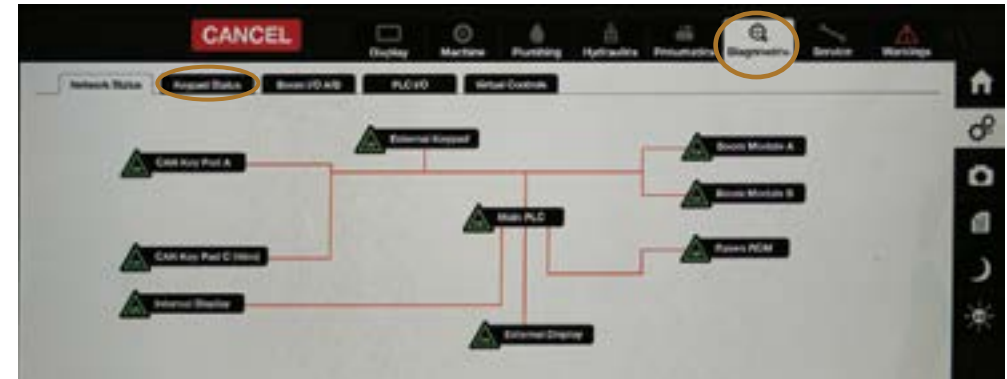 CANCEL
Display Machine Plumbing Hydraulics Pneumatics Diagnostics Service Warnings
Network Status Keypad Status Boom I/O A/B PLC I/O Virtual Controls
External Keypad
CAN Key Pad A
Boom Module A
Boom Module B
Main PLC
CAN Key Pad C
Raven RCM
Internal Display
External Display